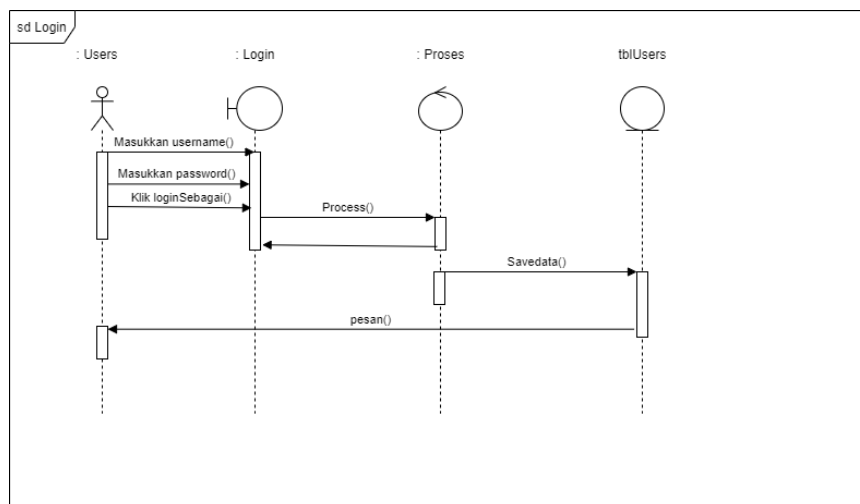 sd Login
: Users
: Login
: Proses
tblUsers
Masukkan username()
Masukkan password()
Klik loginSebagai()
Process()
Savedata()
pesan()